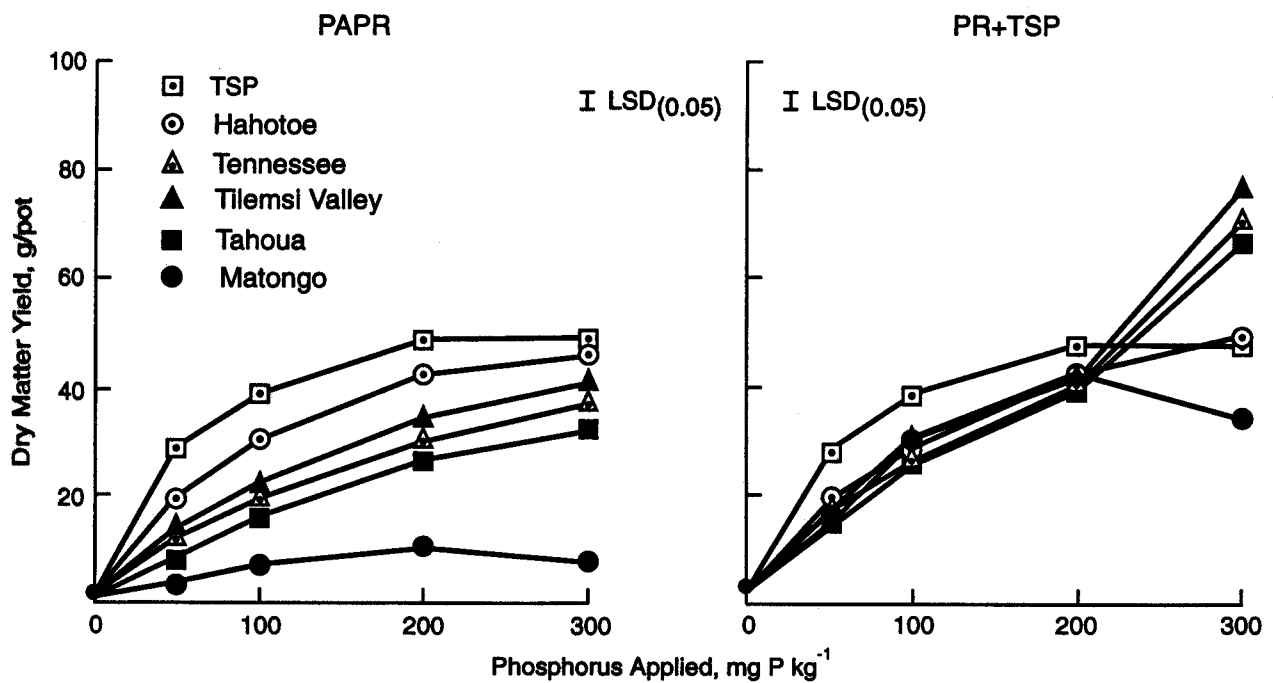 PAPR
PR+TSP
100
80
60
40
20
Dry Matter Yield, g/pot
TSP
Hahotoe
Tennessee
Tilemsi Valley
Tahoua
Matongo
LSD(0.05)
LSD(0.05)
0
100
200
300
0
100
200
300
Phosphorus Applied, mg P kg⁻¹